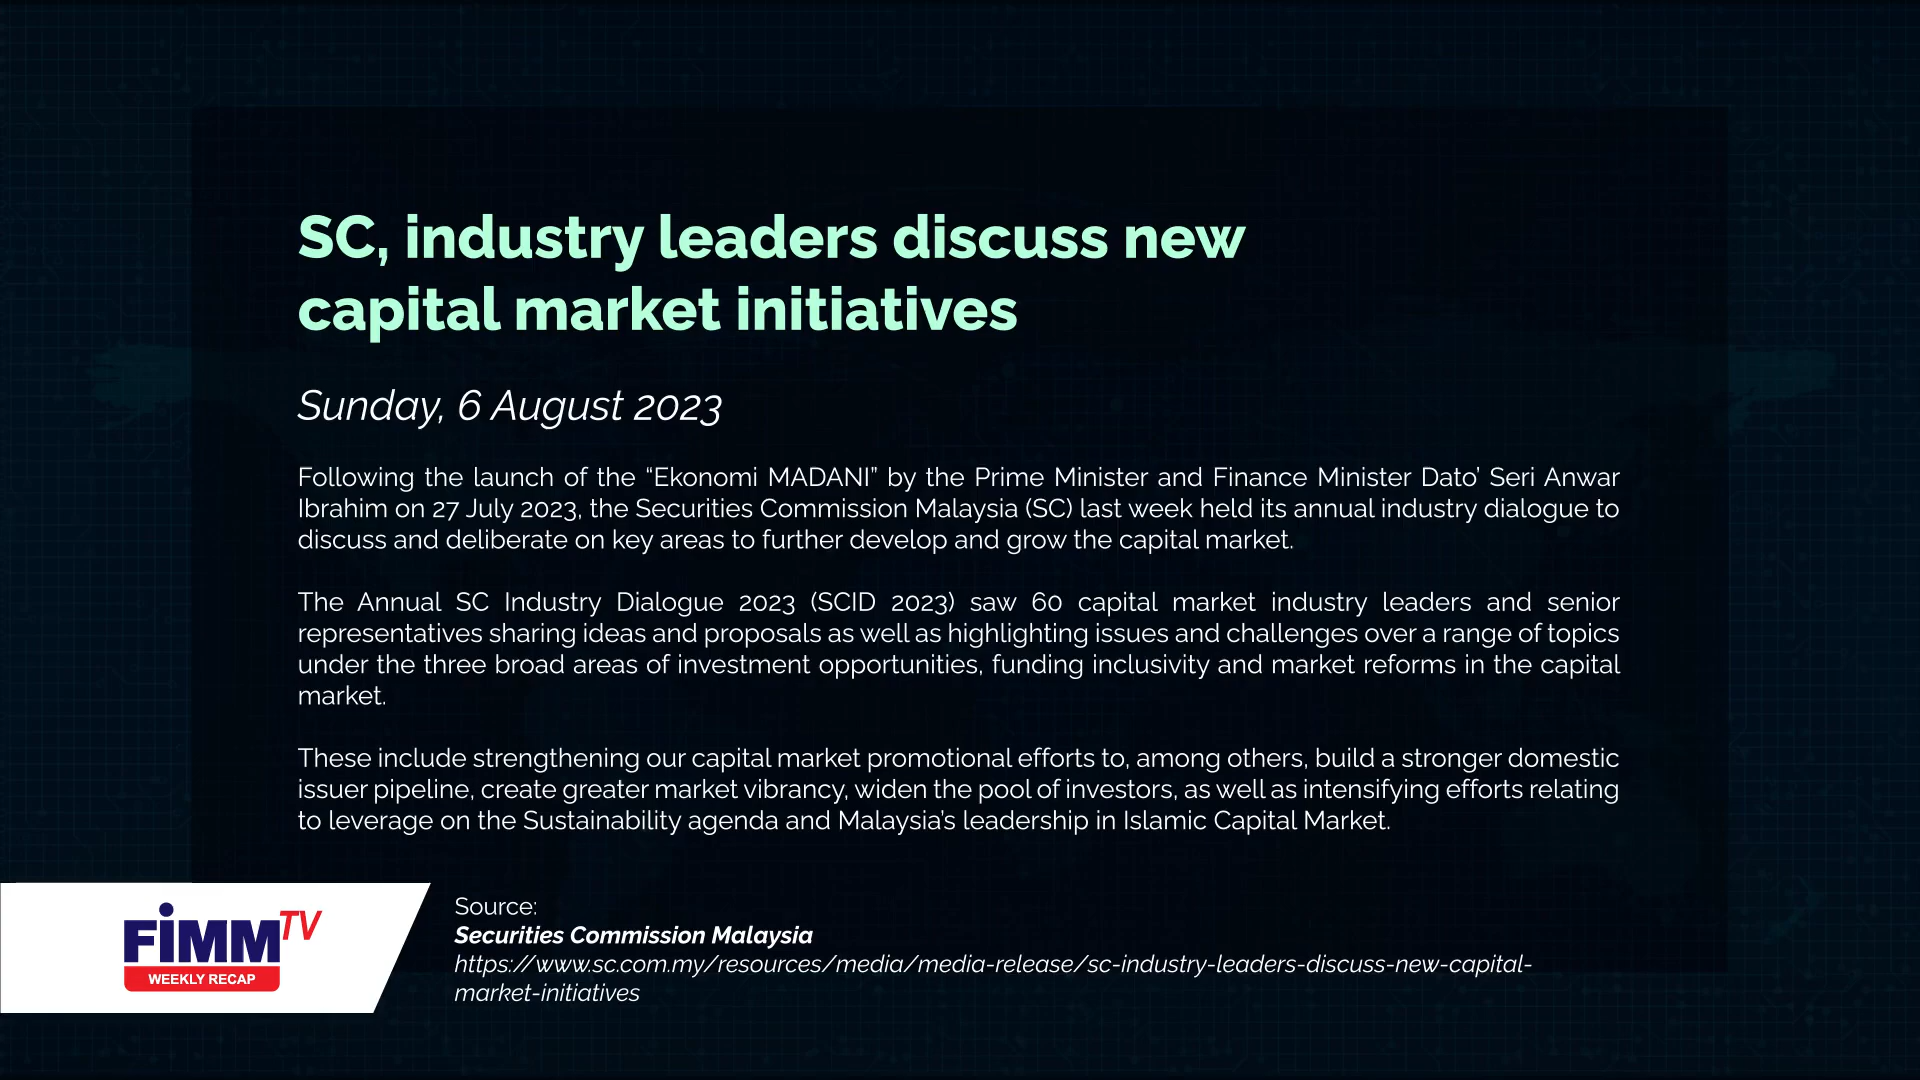 SC, industry leaders discuss new
capital market initiatives
Sunday, 6 August 2023
Following the launch of the “Ekonomi MADANI” by the Prime Minister and Finance Minister Dato’ Seri Anwar
Ibrahim on 27 July 2023, the Securities Commission Malaysia (SC) last week held its annual industry dialogue to
discuss and deliberate on key areas to further develop and grow the capital market.
The Annual SC Industry Dialogue 2023 (SCID 2023) saw 60 capital market industry leaders and senior
representatives sharing ideas and proposals as well as highlighting issues and challenges over a range of topics
under the three broad areas of investment opportunities, funding inclusivity and market reforms in the capital
market.
These include strengthening our capital market promotional efforts to, among others, build a stronger domestic
issuer pipeline, create greater market vibrancy, widen the pool of investors, as well as intensifying efforts relating
to leverage on the Sustainability agenda and Malaysia’s leadership in Islamic Capital Market.
FiMM TV
WEEKLY RECAP
Source:
Securities Commission Malaysia
https://www.sc.com.my/resources/media/media-release/sc-industry-leaders-discuss-new-capital-
market-initiatives